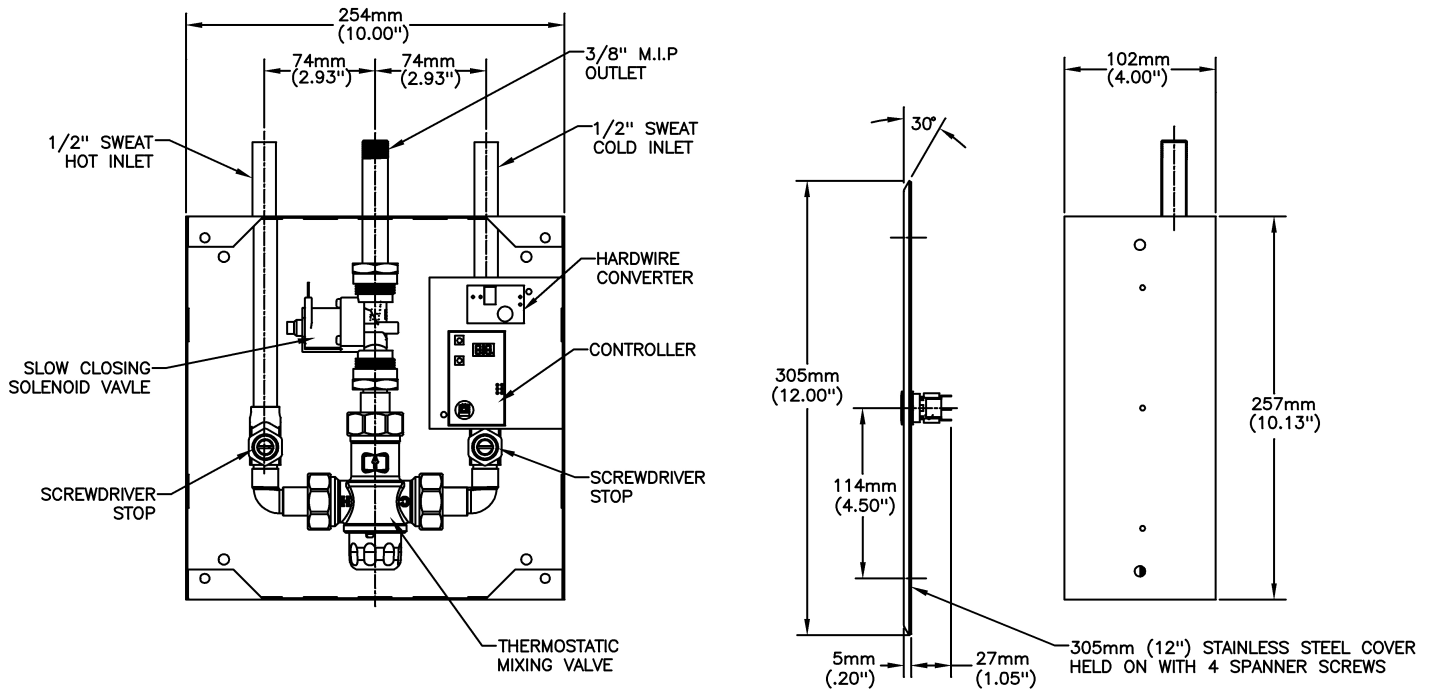 254mm
(10.00")
74mm
(2.93")
74mm
(2.93")
3/8" M.I.P
OUTLET
1/2" SWEAT
HOT INLET
1/2" SWEAT
COLD INLET
HARDWIRE
CONVERTER
CONTROLLER
SLOW CLOSING
SOLENOID VAVLE
SCREWDRIVER
STOP
SCREWDRIVER
STOP
H
C
THERMOSTATIC
MIXING VALVE
30°
305mm
(12.00")
114mm
(4.50")
5mm
(.20")
27mm
(1.05")
305mm (12") STAINLESS STEEL COVER
HELD ON WITH 4 SPANNER SCREWS
102mm
(4.00")
257mm
(10.13")